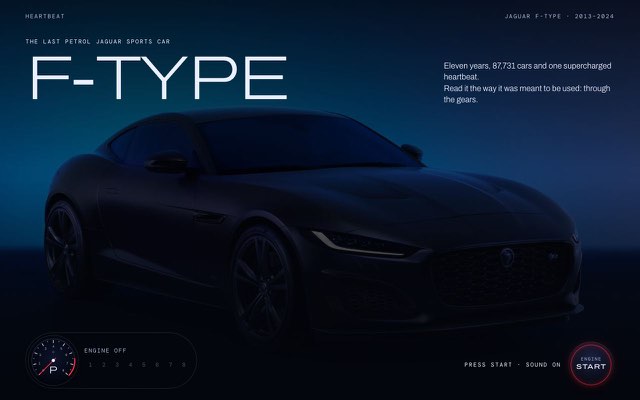 HEARTBEAT
JAGUAR F-TYPE · 2013-2024
THE LAST PETROL JAGUAR SPORTS CAR
F-TYPE
Eleven years, 87,731 cars and one supercharged
heartbeat.
Read it the way it was meant to be used: through
the gears.
P
ENGINE OFF
1 2 3 4 5 6 7 8
PRESS START · SOUND ON
ENGINE
START